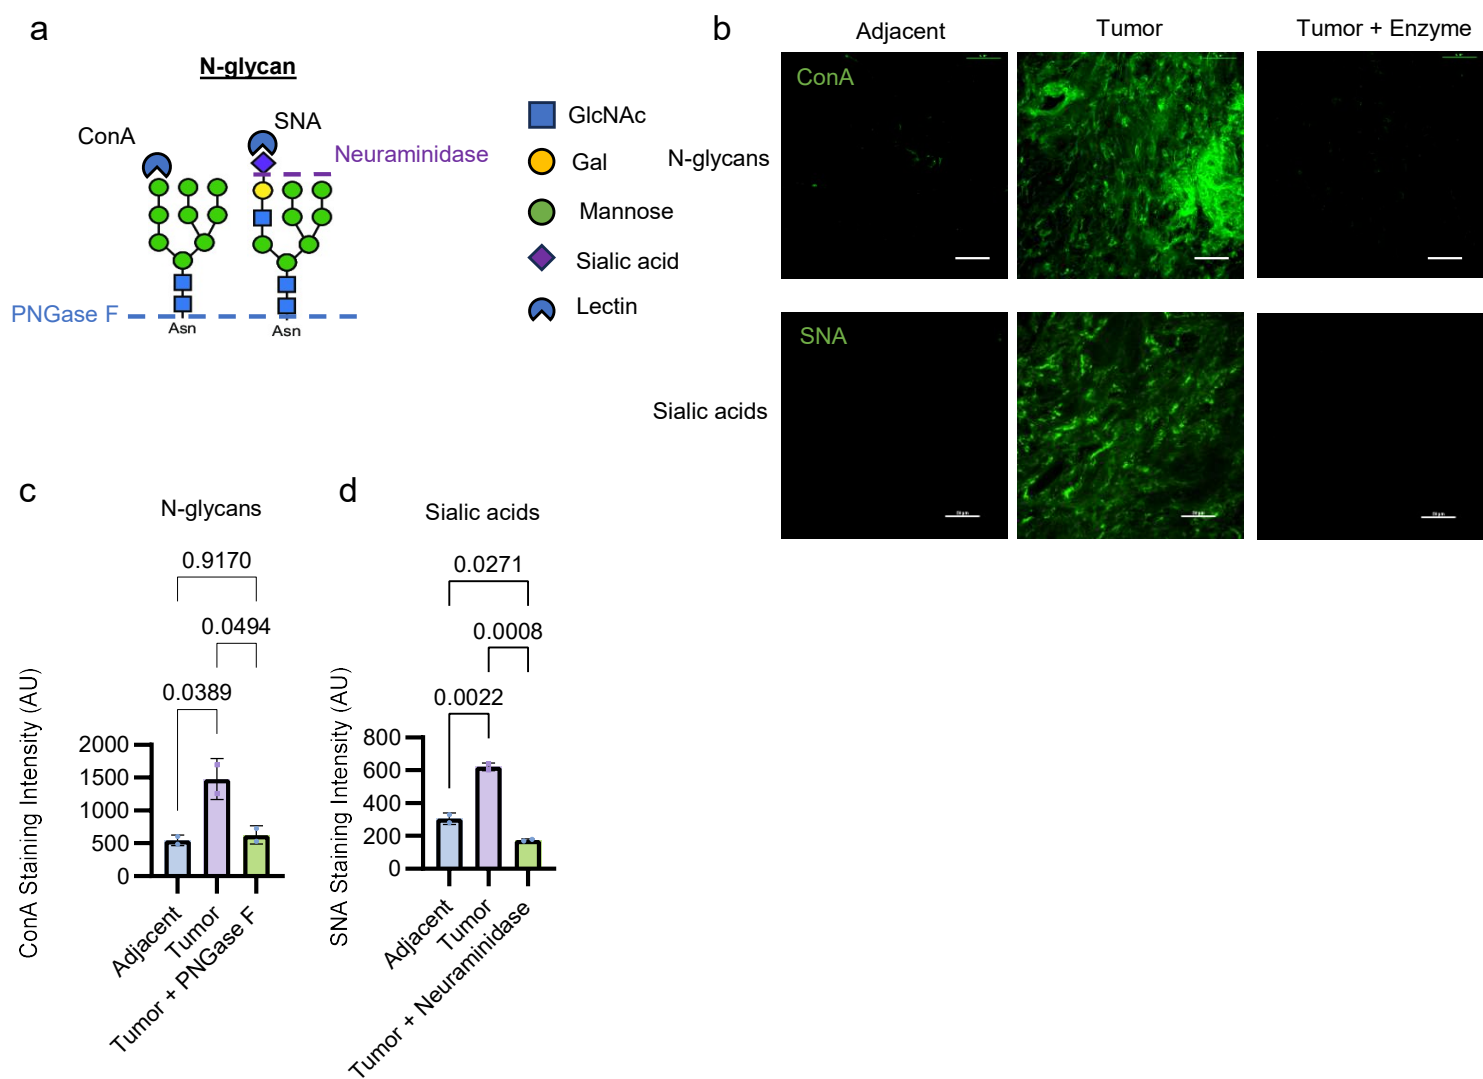 a
N-glycan
ConA
SNA
Neuraminidase
PNGase F
Asn
Asn
GlcNAc
Gal
Mannose
Sialic acid
Lectin
b
Adjacent
Tumor
Tumor + Enzyme
N-glycans
ConA
Sialic acids
SNA
c
N-glycans
0.9170
0.0494
0.0389
ConA Staining Intensity (AU)
2000
1500
1000
500
0
Adjacent
Tumor
Tumor + PNGase F
d
Sialic acids
0.0271
0.0008
0.0022
SNA Staining Intensity (AU)
800
600
400
200
0
Adjacent
Tumor
Tumor + Neuraminidase